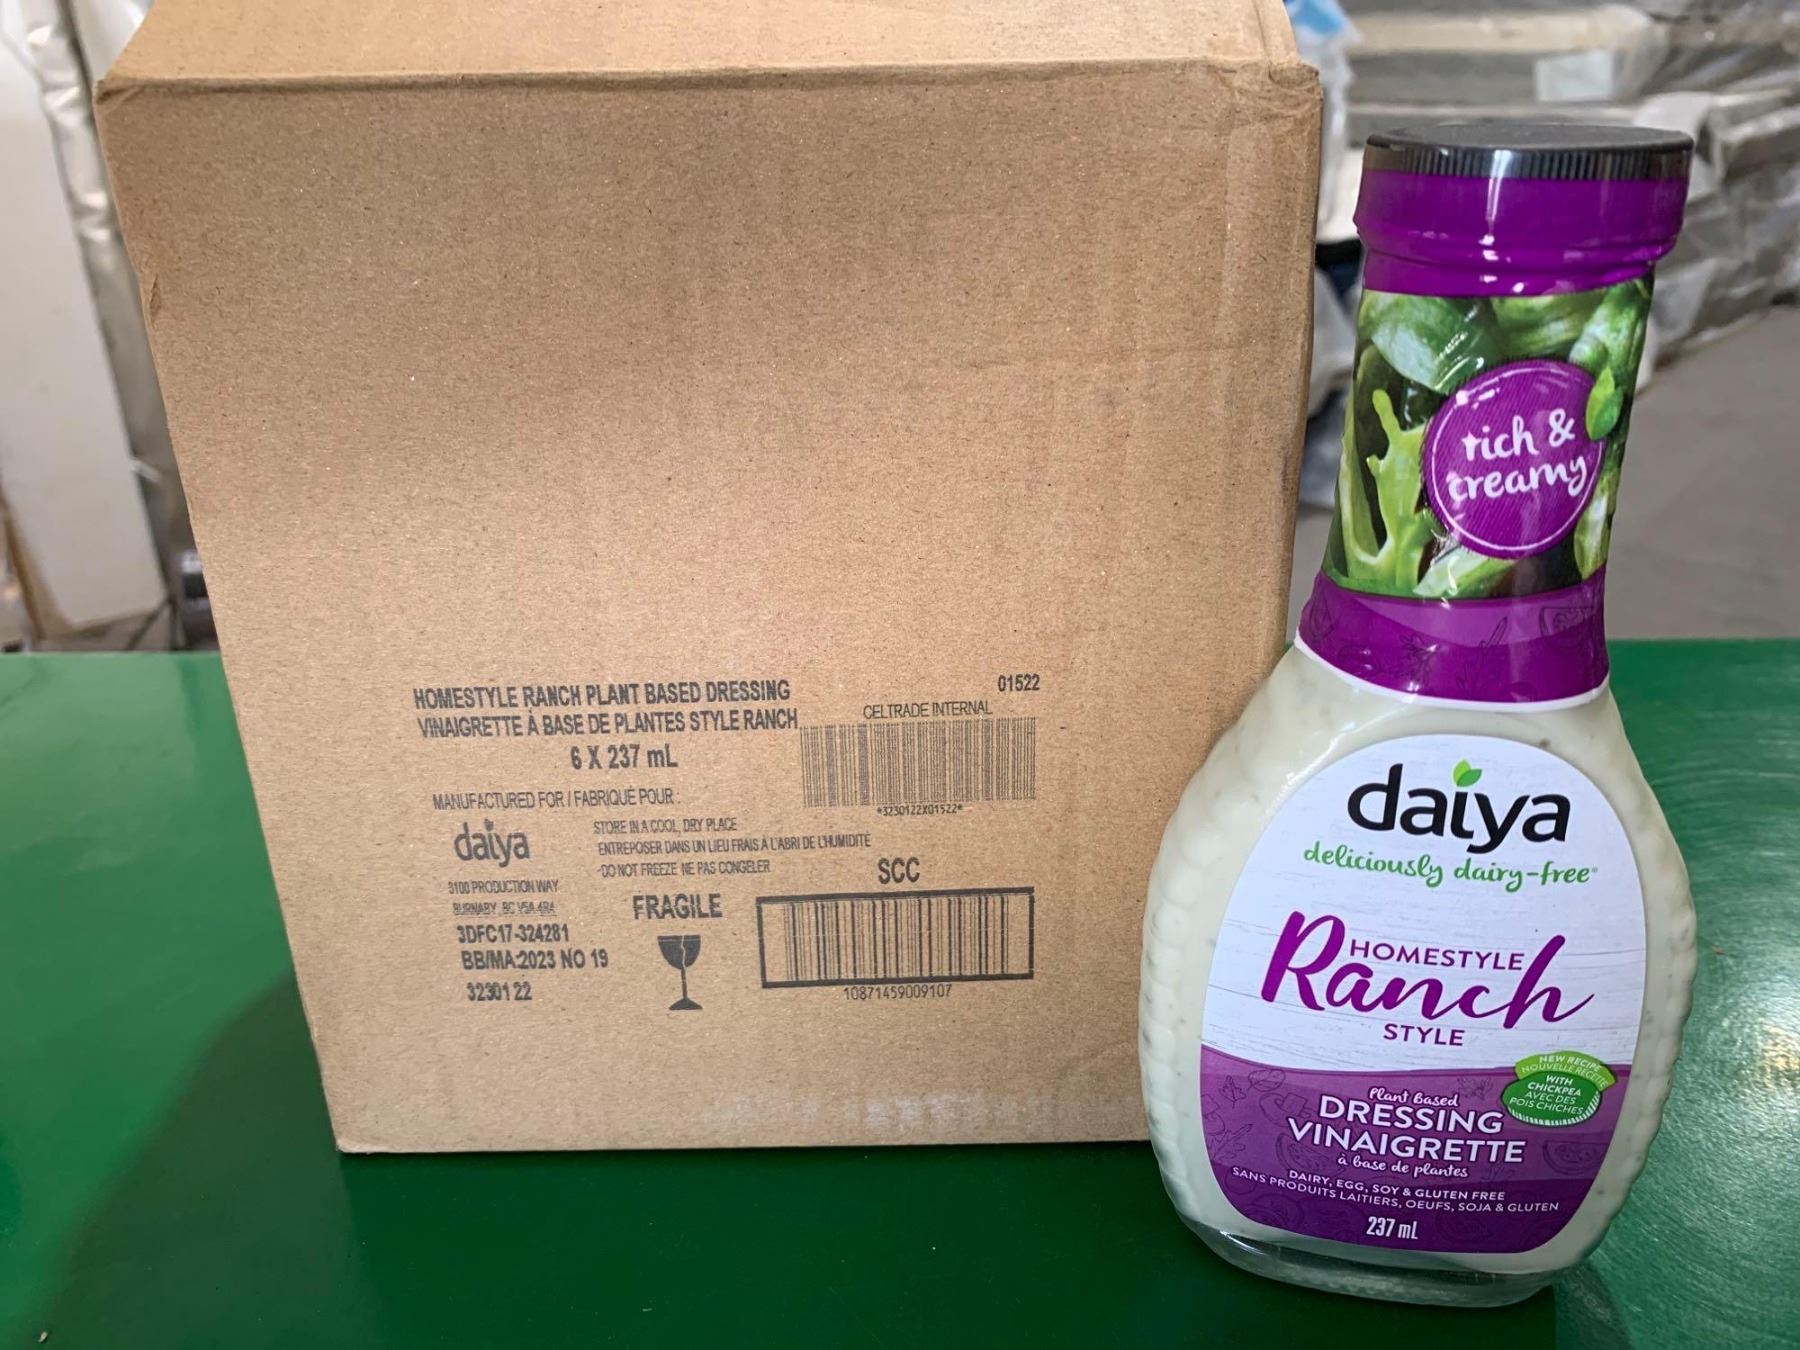 HOMESTYLE RANCH PLANT BASED DRESSING
VINAIGRETTE À BASE DE PLANTES STYLE RANCH
6 X 237 mL
01522
CELTRADE INTERNAL
*3230122X01522*
MANUFACTURED FOR / FABRIQUÉ POUR :
daiya
3100 PRODUCTION WAY
BURNABY, BC V5A 4R4
3DFC17-324281
BB/MA:2023 NO 19
3230122
STORE IN A COOL, DRY PLACE
ENTREPOSER DANS UN LIEU FRAIS À L'ABRI DE L'HUMIDITE
-DO NOT FREEZE NE PAS CONGELER
FRAGILE
SCC
10871459009107
rich &
creamy
daiya
deliciously dairy-free
HOMESTYLE
Ranch
STYLE
NEW RECIPE
NOUVELLE RECETTE
WITH
CHICKPEA
AVEC DES
POIS CHICHES
Plant Based
DRESSING
VINAIGRETTE
à base de plantes
DAIRY, EGG, SOY & GLUTEN FREE
SANS PRODUITS LAITIERS, OEUFS, SOJA & GLUTEN
237 mL